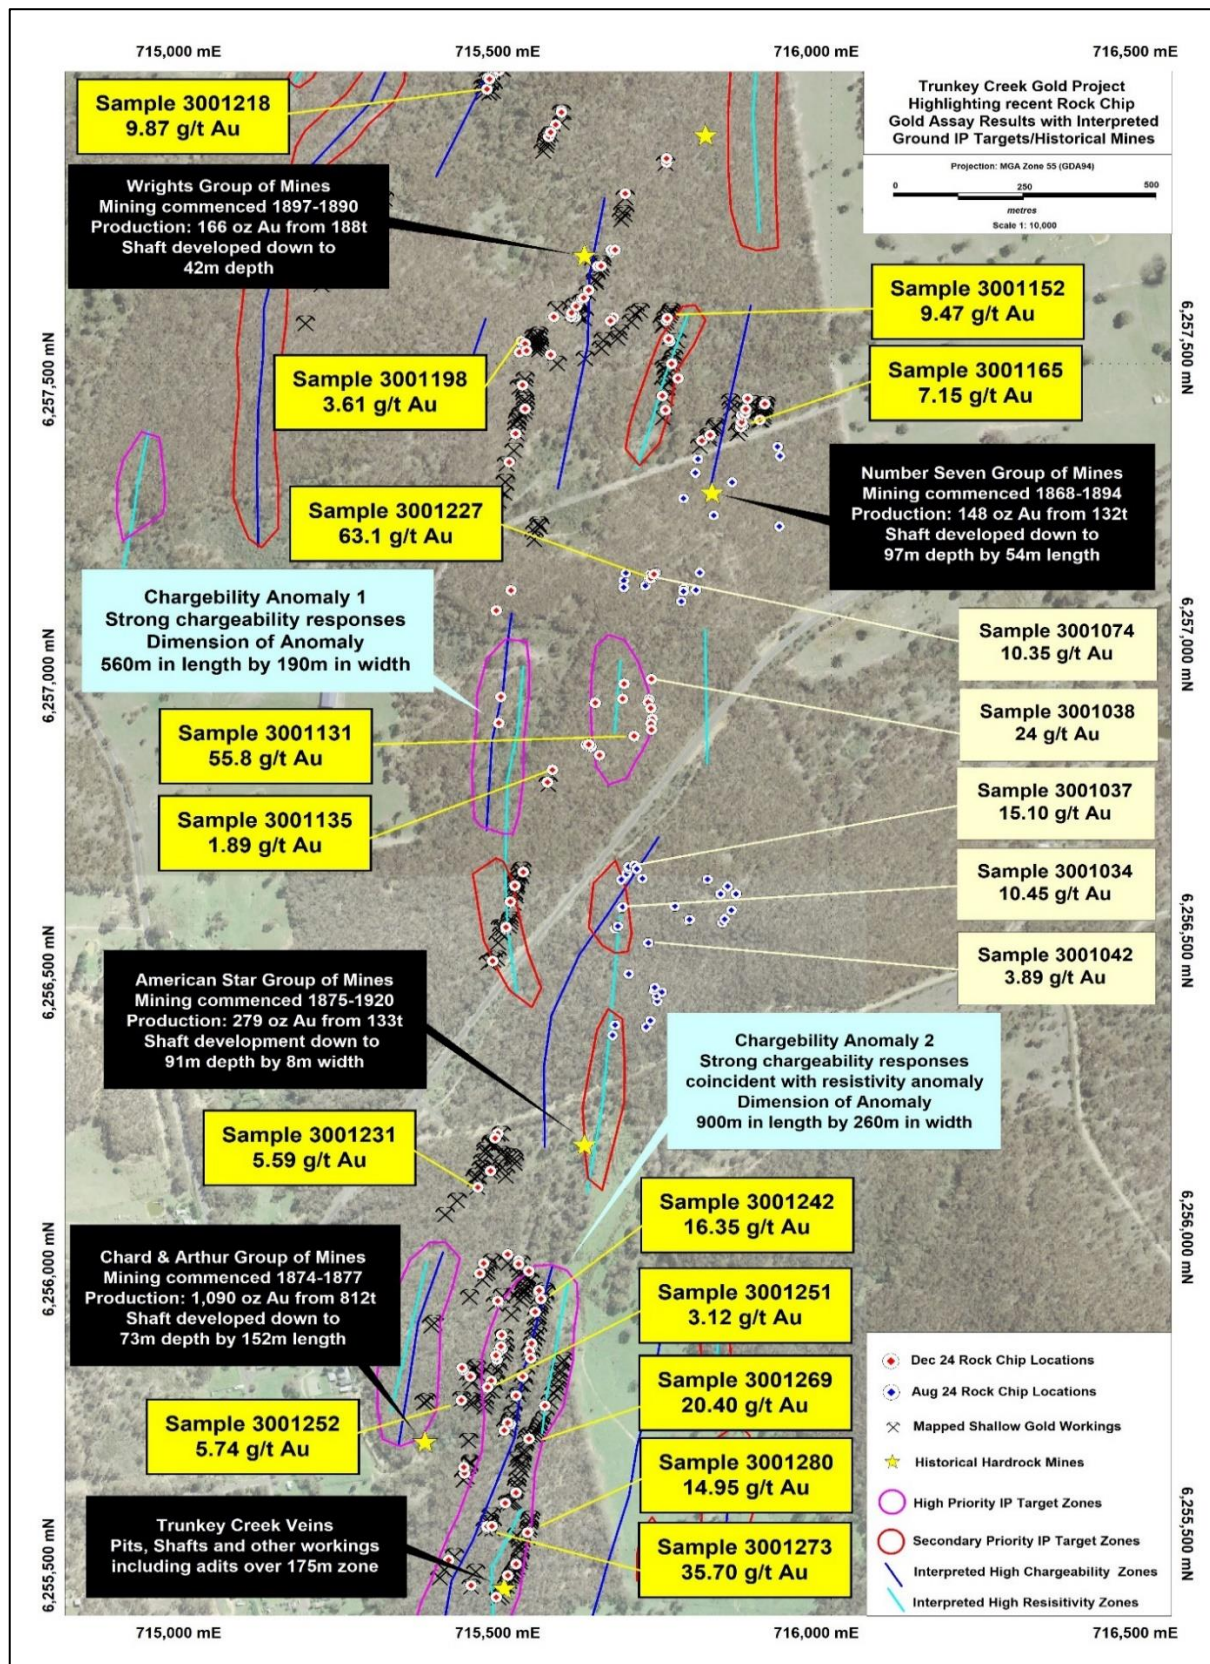 715,000 mE
715,500 mE
716,000 mE
716,500 mE
Trunkey Creek Gold Project
Highlighting recent Rock Chip
Gold Assay Results with Interpreted
Ground IP Targets/Historical Mines
Projection: MGA Zone 55 (GDA94)
0
250
500
metres
Scale 1: 10,000
Sample 3001218
9.87 g/t Au
Wrights Group of Mines
Mining commenced 1897-1890
Production: 166 oz Au from 188t
Shaft developed down to
42m depth
Sample 3001152
9.47 g/t Au
6,257,500 mN
6,257,500 mN
Sample 3001198
3.61 g/t Au
Sample 3001165
7.15 g/t Au
Number Seven Group of Mines
Mining commenced 1868-1894
Production: 148 oz Au from 132t
Shaft developed down to
97m depth by 54m length
Sample 3001227
63.1 g/t Au
Chargebility Anomaly 1
Strong chargeability responses
Dimension of Anomaly
560m in length by 190m in width
Sample 3001074
10.35 g/t Au
6,257,000 mN
6,257,000 mN
Sample 3001038
24 g/t Au
Sample 3001131
55.8 g/t Au
Sample 3001037
15.10 g/t Au
Sample 3001135
1.89 g/t Au
Sample 3001034
10.45 g/t Au
6,256,500 mN
6,256,500 mN
Sample 3001042
3.89 g/t Au
American Star Group of Mines
Mining commenced 1875-1920
Production: 279 oz Au from 133t
Shaft development down to
91m depth by 8m width
Chargebility Anomaly 2
Strong chargeability responses
coincident with resistivity anomaly
Dimension of Anomaly
900m in length by 260m in width
Sample 3001231
5.59 g/t Au
Sample 3001242
16.35 g/t Au
6,256,000 mN
6,256,000 mN
Chard & Arthur Group of Mines
Mining commenced 1874-1877
Production: 1,090 oz Au from 812t
Shaft developed down to
73m depth by 152m length
Sample 3001251
3.12 g/t Au
Sample 3001269
20.40 g/t Au
Sample 3001252
5.74 g/t Au
Sample 3001280
14.95 g/t Au
Trunkey Creek Veins
Pits, Shafts and other workings
including adits over 175m zone
Sample 3001273
35.70 g/t Au
Dec 24 Rock Chip Locations
Aug 24 Rock Chip Locations
Mapped Shallow Gold Workings
Historical Hardrock Mines
High Priority IP Target Zones
Secondary Priority IP Target Zones
Interpreted High Chargeability Zones
Interpreted High Resisitivity Zones
6,255,500 mN
6,255,500 mN
715,000 mE
715,500 mE
716,000 mE
716,500 mE